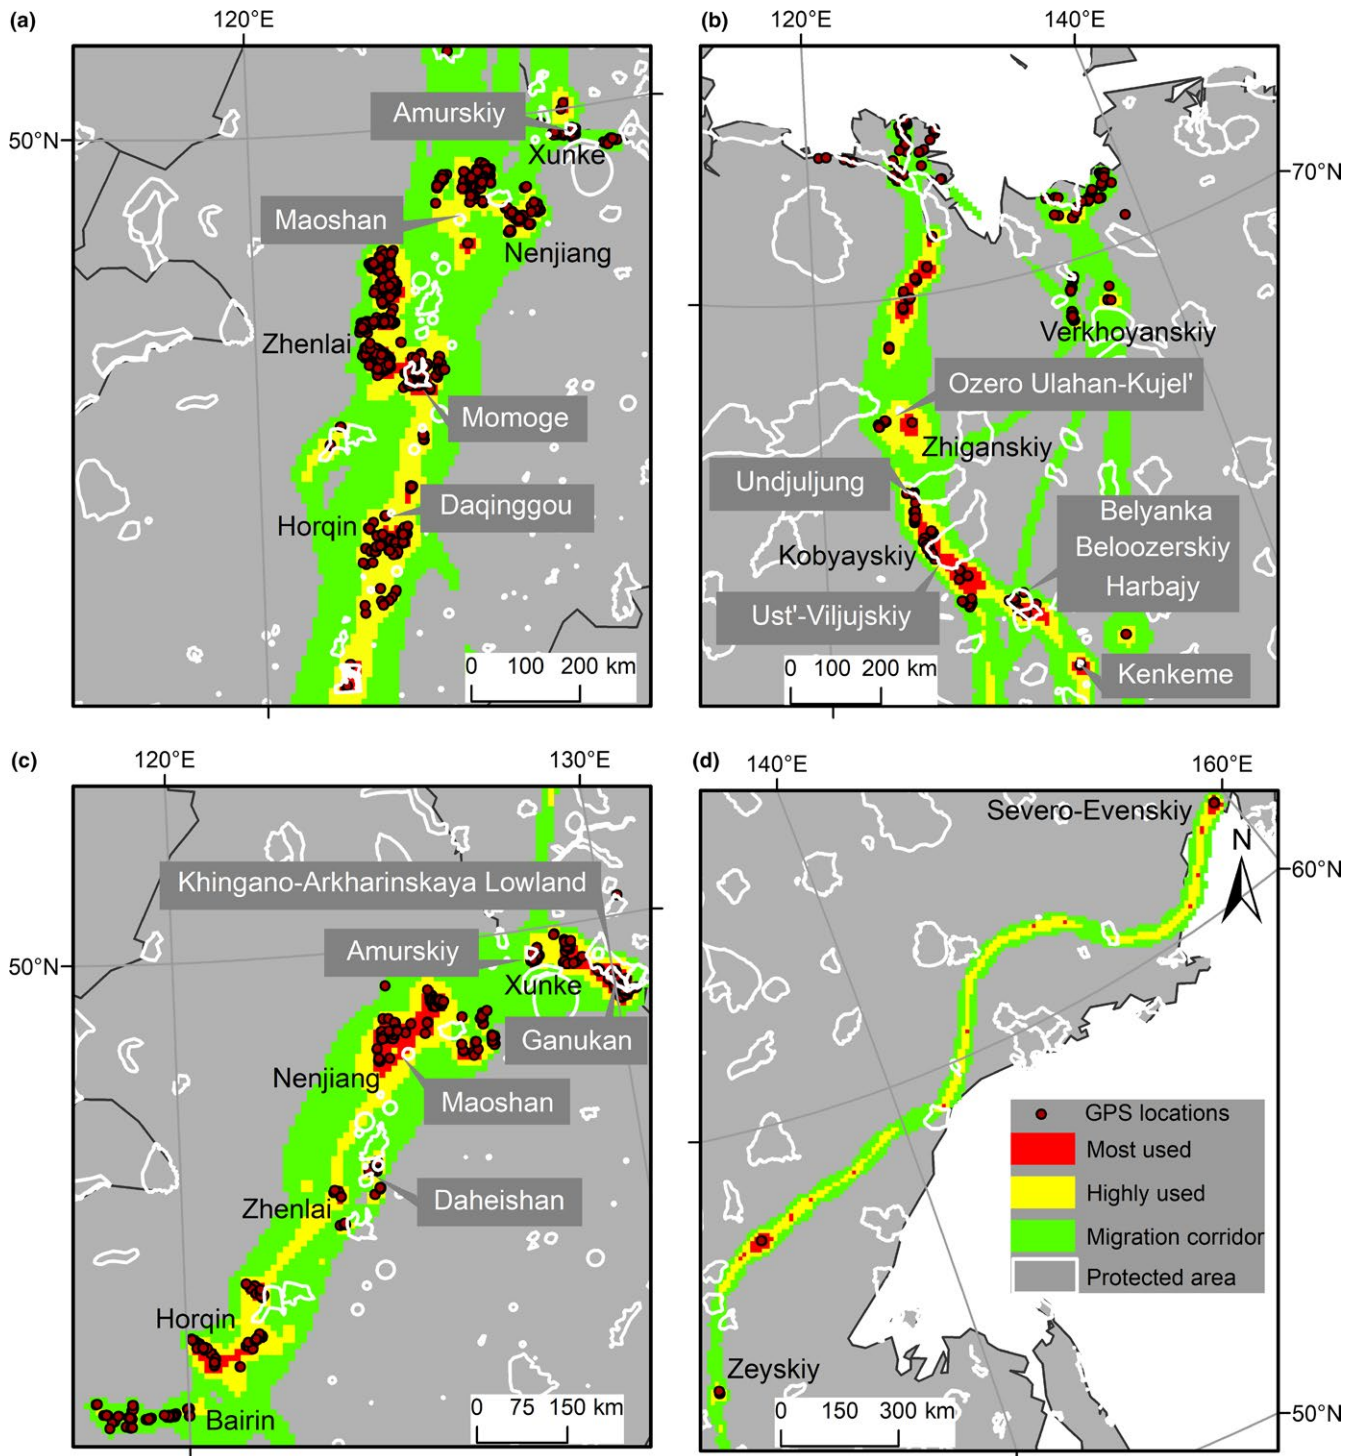 (a)
120°E
50°N
Amurskiy
Xunke
Maoshan
Nenjiang
Zhenlai
Momoge
Daqinggou
Horqin
0 100 200 km
(b)
120°E
140°E
70°N
Verkhoyanskiy
Ozero Ulahan-Kujel'
Zhiganskiy
Undjuljung
Belyanka
Beloozerskiy
Harbajy
Kobyayskiy
Ust'-Viljujskiy
Kenkeme
0 100 200 km
(c)
120°E
130°E
50°N
Khingano-Arkharinskaya Lowland
Amurskiy
Xunke
Ganukan
Nenjiang
Maoshan
Daheishan
Zhenlai
Horqin
Bairin
0 75 150 km
(d)
140°E
160°E
Severo-Evenskiy
N
60°N
GPS locations
Most used
Highly used
Migration corridor
Protected area
Zeyskiy
0 150 300 km
50°N